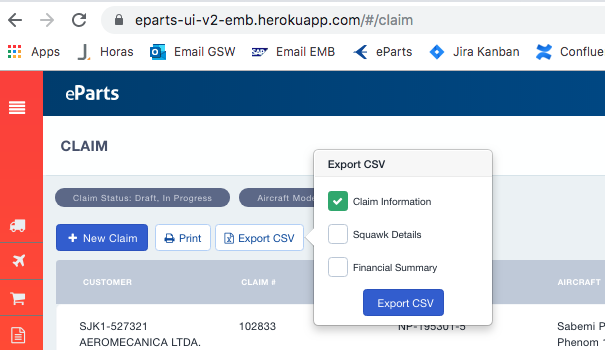 eparts-ui-v2-emb.herokuapp.com/#/claim
Apps J_ Horas Email GSW SAP Email EMB eParts Jira Kanban Conflue
eParts
CLAIM
Export CSV
Claim Status: Draft, In Progress Aircraft Mode
Claim Information
+ New Claim Print Export CSV
Squawk Details
Financial Summary
CUSTOMER CLAIM # AIRCRAFT
Export CSV
SJK1-527321 102833 NP-195301-5 Sabemi P
AEROMECANICA LTDA. Phenom 1